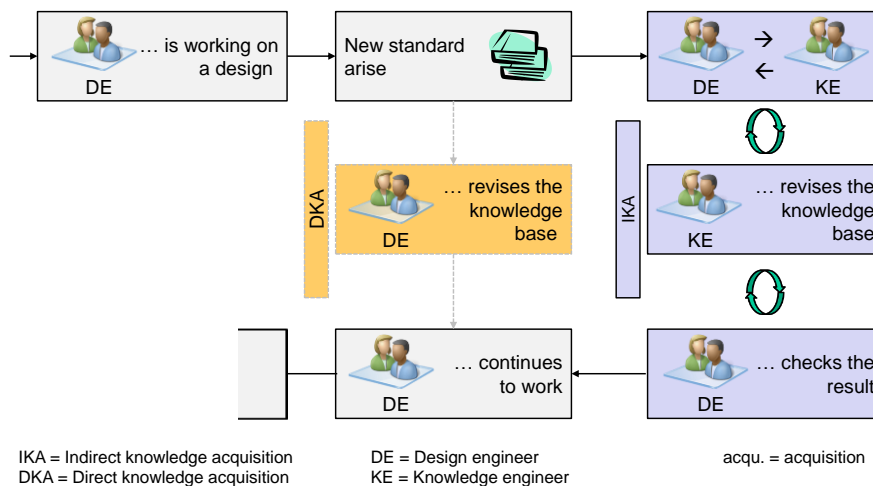 … is working on
a design
DE
New standard
arise
DE
KE
DKA
… revises the
knowledge
base
DE
IKA
… revises the
knowledge
base
KE
… continues
to work
DE
… checks the
result
DE
IKA = Indirect knowledge acquisition
DKA = Direct knowledge acquisition
DE = Design engineer
KE = Knowledge engineer
acqu. = acquisition